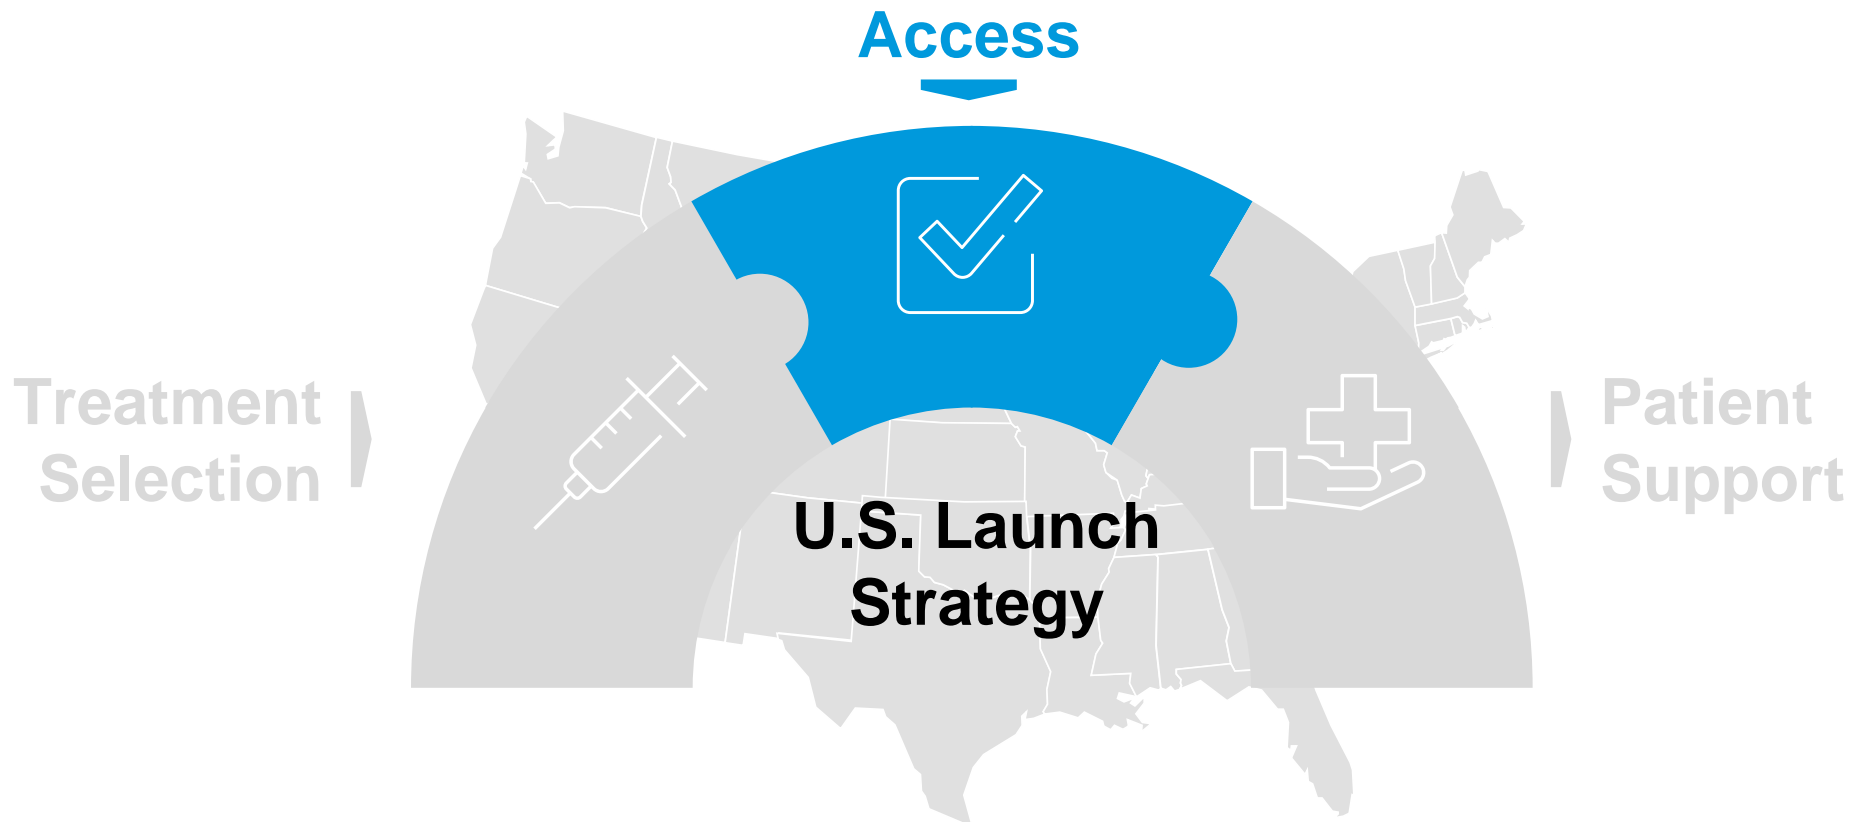 Access
Treatment
Selection
Patient
Support
U.S. Launch
Strategy